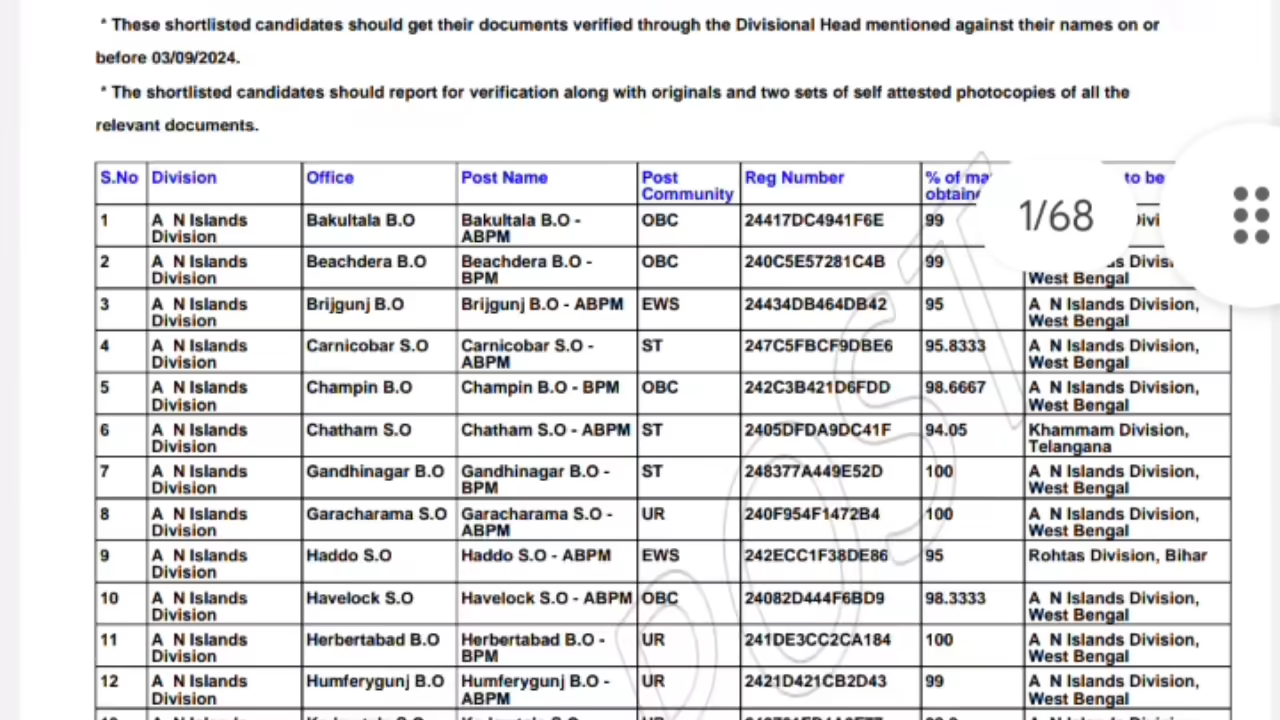 * These shortlisted candidates should get their documents verified through the Divisional Head mentioned against their names on or
before 03/09/2024.
* The shortlisted candidates should report for verification along with originals and two sets of self attested photocopies of all the
relevant documents.
S.No Division Office Post Name Post Community Reg Number % of to be
1/68
1 A N Islands Division Bakultala B.O Bakultala B.O - ABPM OBC 24417DC4941F6E 99
2 A N Islands Division Beachdera B.O Beachdera B.O - BPM OBC 240C5E57281C4B 99 West Bengal
3 A N Islands Division Brijgunj B.O Brijgunj B.O - ABPM EWS 24434DB464DB42 95 A N Islands Division, West Bengal
4 A N Islands Division Carnicobar S.O Carnicobar S.O - ABPM ST 247C5FBCF9DBE6 95.8333 A N Islands Division, West Bengal
5 A N Islands Division Champin B.O Champin B.O - BPM OBC 242C3B421D6FDD 98.6667 A N Islands Division, West Bengal
6 A N Islands Division Chatham S.O Chatham S.O - ABPM ST 2405DFDA9DC41F 94.05 Khammam Division, Telangana
7 A N Islands Division Gandhinagar B.O Gandhinagar B.O - BPM ST 248377A449E52D 100 A N Islands Division, West Bengal
8 A N Islands Division Garacharama S.O Garacharama S.O - ABPM UR 240F954F1472B4 100 A N Islands Division, West Bengal
9 A N Islands Division Haddo S.O Haddo S.O - ABPM EWS 242ECC1F38DE86 95 Rohtas Division, Bihar
10 A N Islands Division Havelock S.O Havelock S.O - ABPM OBC 24082D444F6BD9 98.3333 A N Islands Division, West Bengal
11 A N Islands Division Herbertabad B.O Herbertabad B.O - BPM UR 241DE3CC2CA184 100 A N Islands Division, West Bengal
12 A N Islands Division Humferygunj B.O Humferygunj B.O - ABPM UR 2421D421CB2D43 99 A N Islands Division, West Bengal
POST